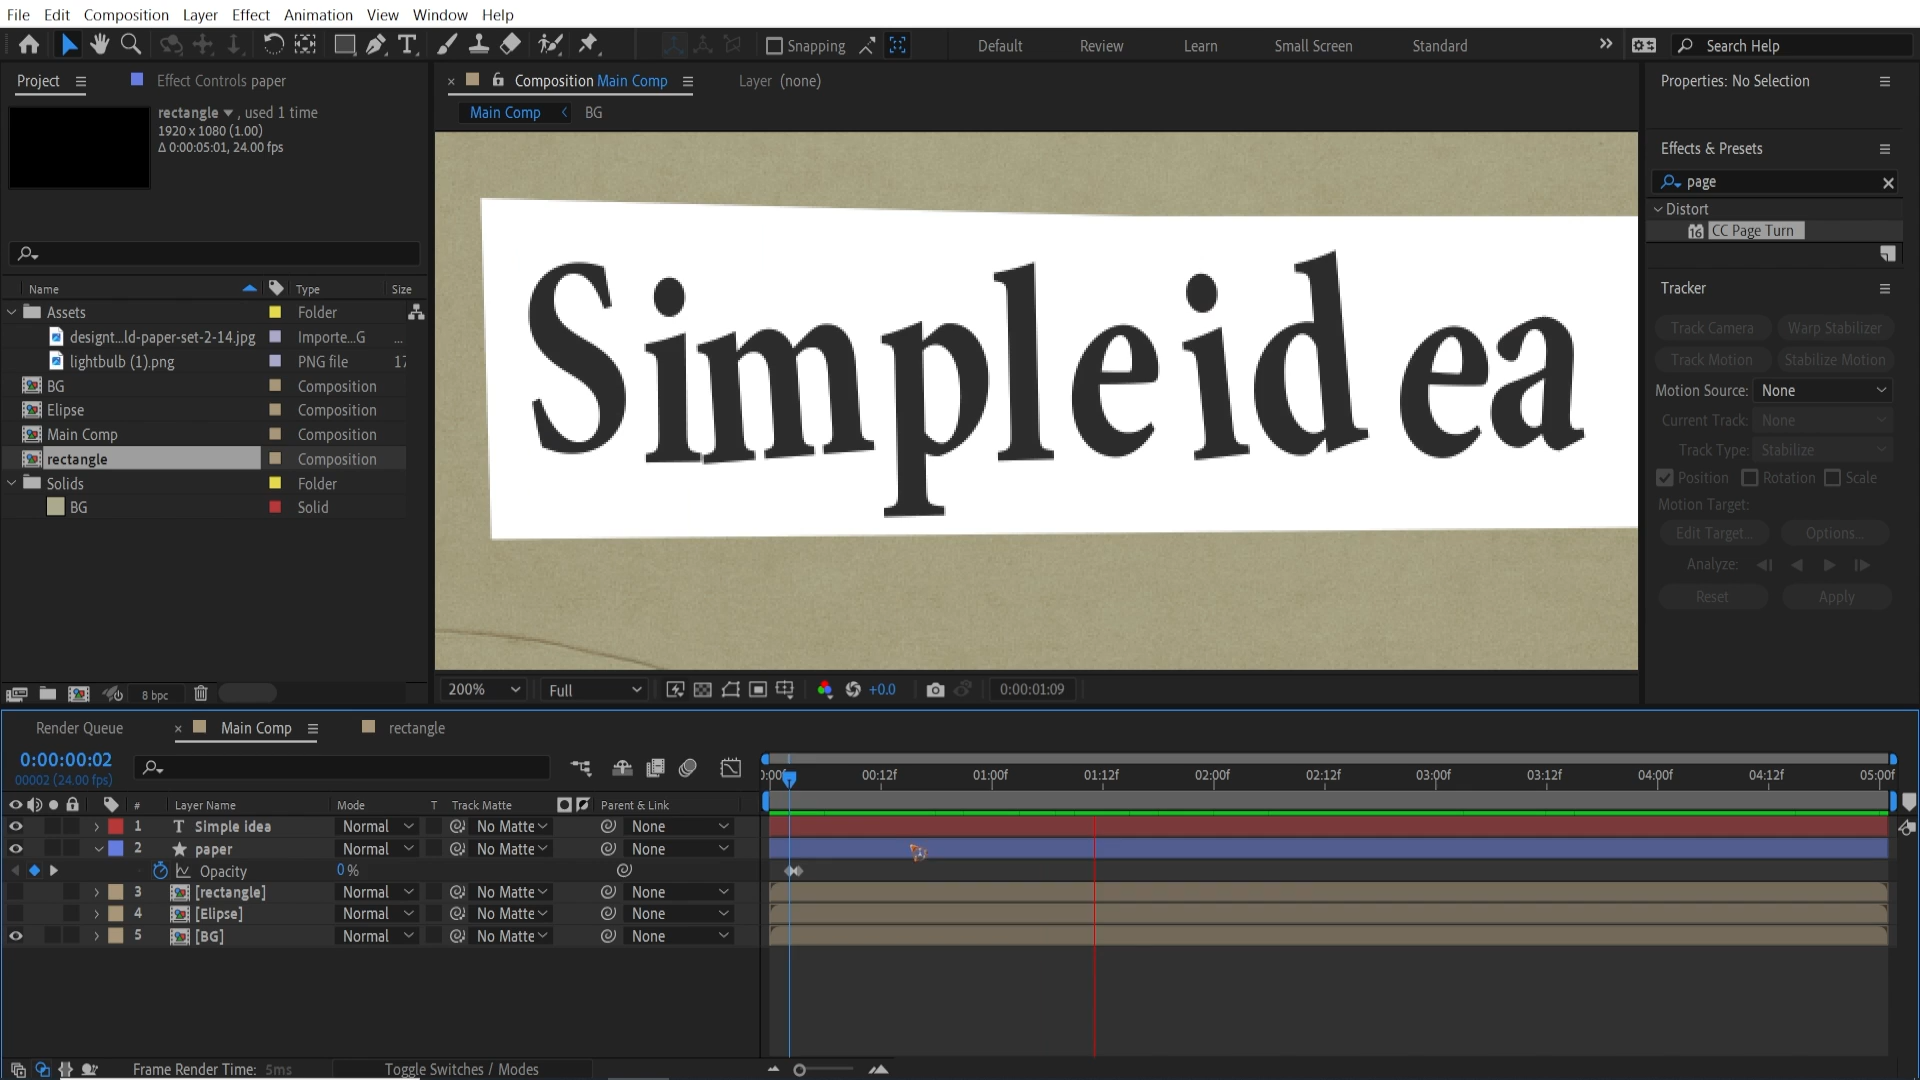 File Edit Composition Layer Effect Animation View Window Help
Snapping Default Review Learn Small Screen Standard Search Help
Project Effect Controls paper
× Composition Main Comp Layer (none)
Properties: No Selection
rectangle , used 1 time
1920 x 1080 (1.00)
Δ 0:00:05:01, 24.00 fps
Main Comp BG
Effects & Presets
page
Distort
16 CC Page Turn
Simple idea
Name Type Size
Assets Folder
designt...ld-paper-set-2-14.jpg Importe...G ...
lightbulb (1).png PNG file 17
BG Composition
Elipse Composition
Main Comp Composition
rectangle Composition
Solids Folder
BG Solid
Tracker
Track Camera Warp Stabilizer
Track Motion Stabilize Motion
Motion Source: None
Current Track: None
Track Type: Stabilize
Position Rotation Scale
Motion Target:
Edit Target... Options...
Analyze:
Reset Apply
8 bpc
200% Full +0.0 0:00:01:09
Render Queue × Main Comp rectangle
0:00:00:02
00002 (24.00 fps)
0:00f 00:12f 01:00f 01:12f 02:00f 02:12f 03:00f 03:12f 04:00f 04:12f 05:00f
# Layer Name Mode T Track Matte Parent & Link
1 T Simple idea Normal No Matte None
2 paper Normal No Matte None
Opacity 0 %
3 [rectangle] Normal No Matte None
4 [Elipse] Normal No Matte None
5 [BG] Normal No Matte None
Frame Render Time: 5ms Toggle Switches / Modes